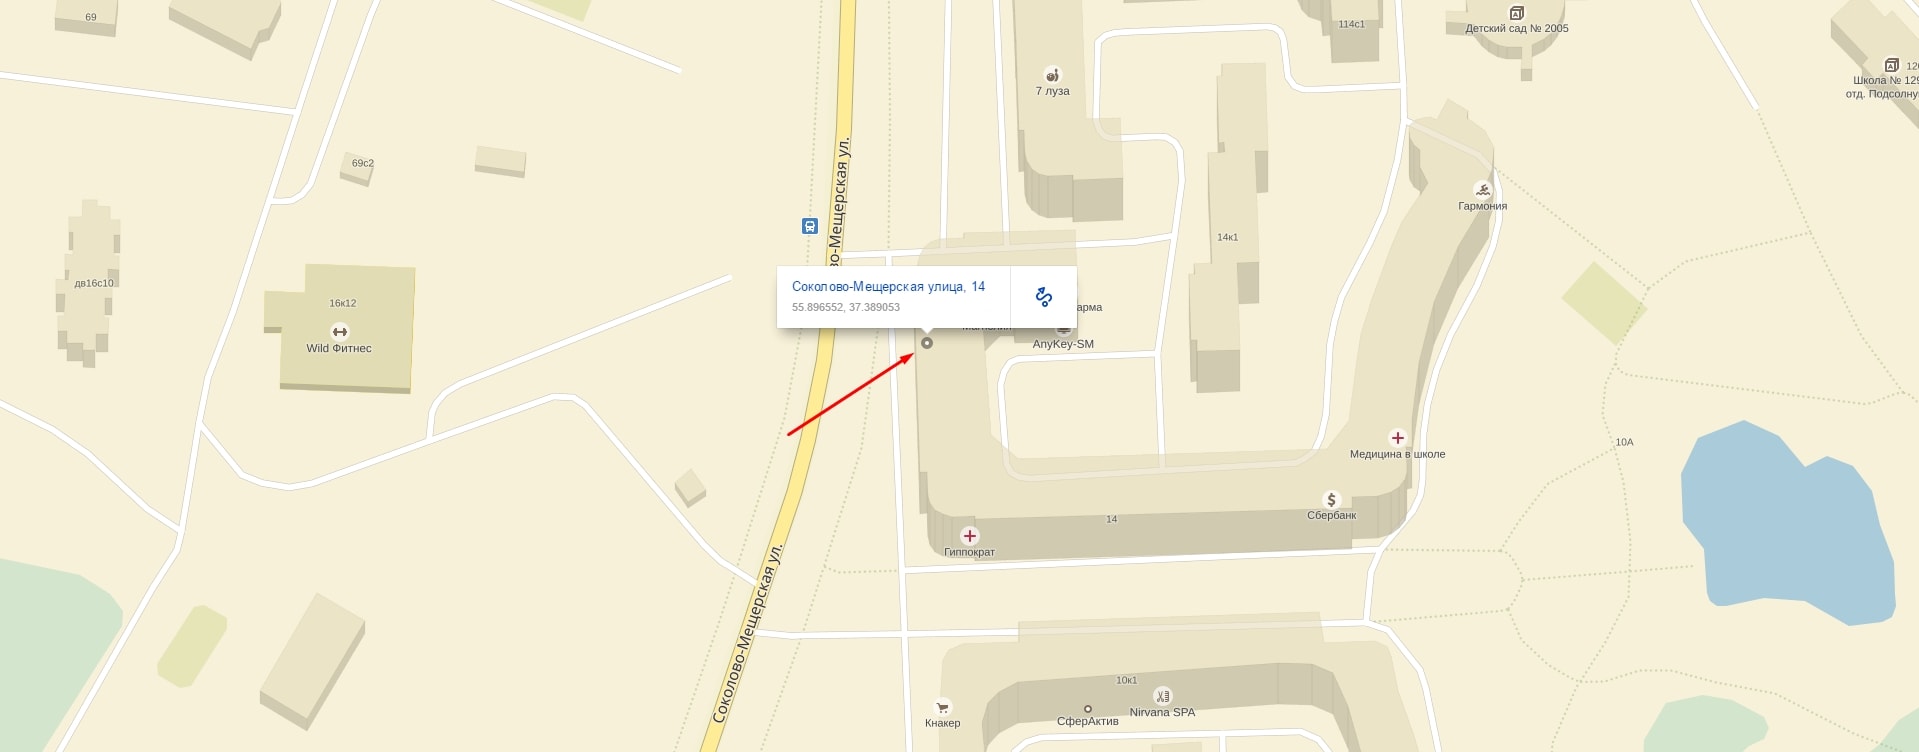 69
114с1
Детский сад № 2005
7 луза
Школа № 129
отд. Подсолну
69с2
Соколово-Мещерская ул.
Гармония
14к1
дв16с10
16к12
Wild Фитнес
Соколово-Мещерская улица, 14
55.896552, 37.389053
арма
AnyKey-SM
10А
Медицина в школе
Сбербанк
14
Гиппократ
Соколово-Мещерская ул.
10к1
Nirvana SPA
СферАктив
Кнакер